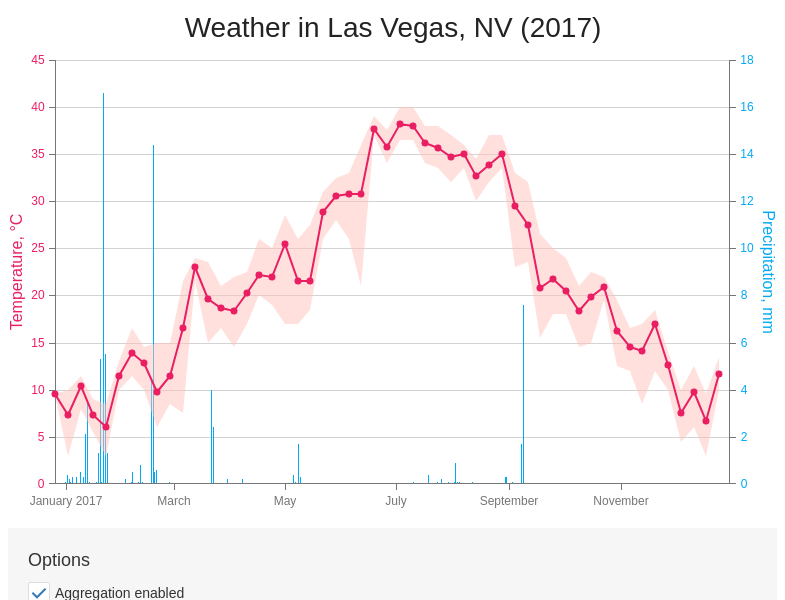 Weather in Las Vegas, NV (2017)
45
40
35
30
25
20
15
10
5
0
Temperature, °C
18
16
14
12
10
8
6
4
2
0
Precipitation, mm
January 2017
March
May
July
September
November
Options
Aggregation enabled